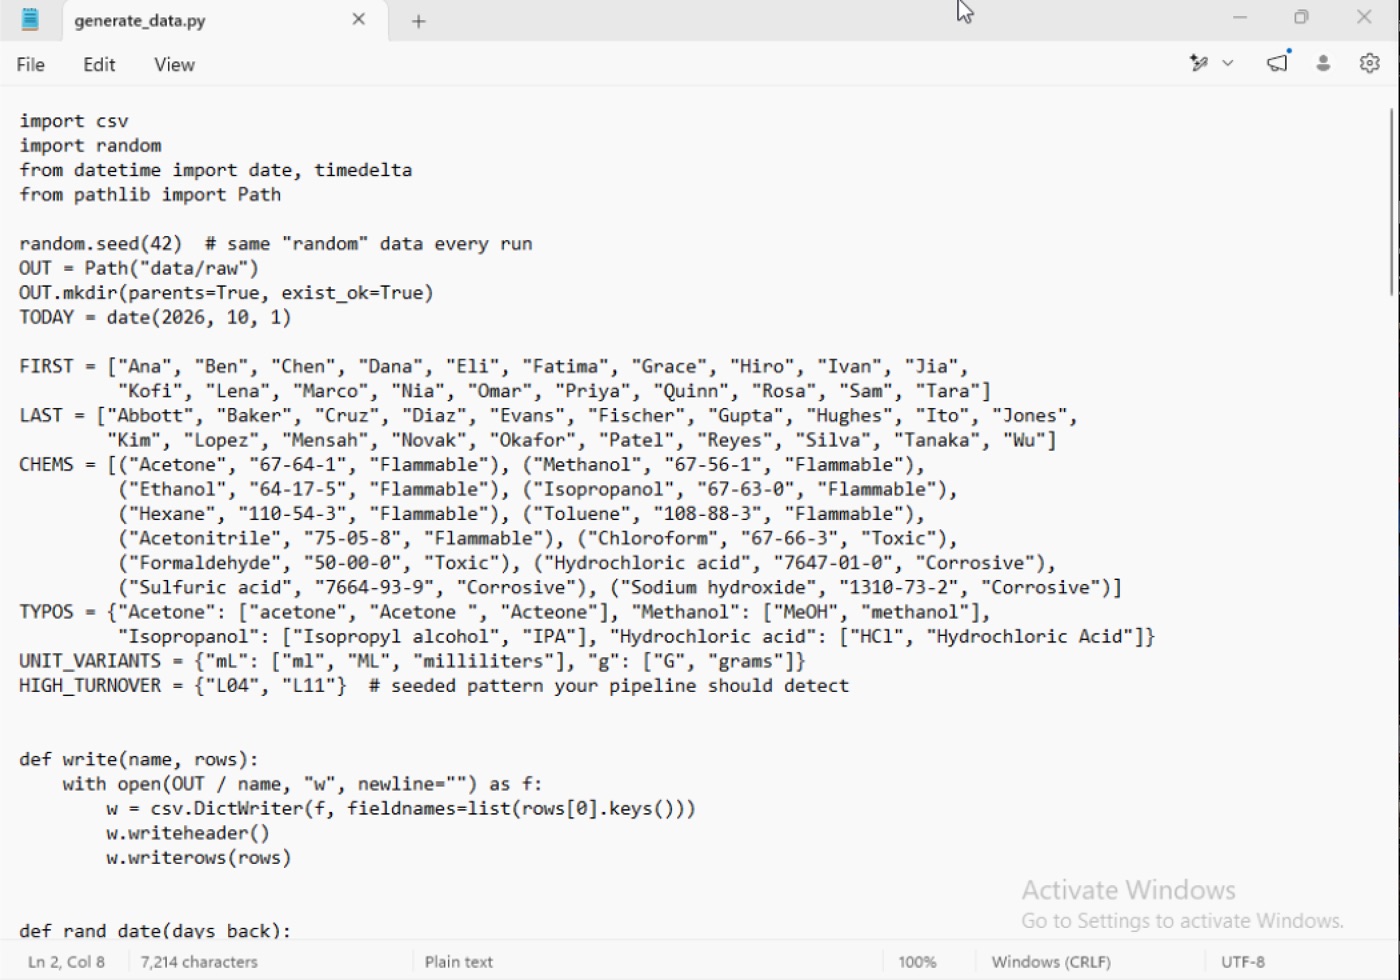 generate_data.py
File Edit View
import csv
import random
from datetime import date, timedelta
from pathlib import Path
random.seed(42)  # same "random" data every run
OUT = Path("data/raw")
OUT.mkdir(parents=True, exist_ok=True)
TODAY = date(2026, 10, 1)
FIRST = ["Ana", "Ben", "Chen", "Dana", "Eli", "Fatima", "Grace", "Hiro", "Ivan", "Jia",
         "Kofi", "Lena", "Marco", "Nia", "Omar", "Priya", "Quinn", "Rosa", "Sam", "Tara"]
LAST = ["Abbott", "Baker", "Cruz", "Diaz", "Evans", "Fischer", "Gupta", "Hughes", "Ito", "Jones",
        "Kim", "Lopez", "Mensah", "Novak", "Okafor", "Patel", "Reyes", "Silva", "Tanaka", "Wu"]
CHEMS = [("Acetone", "67-64-1", "Flammable"), ("Methanol", "67-56-1", "Flammable"),
         ("Ethanol", "64-17-5", "Flammable"), ("Isopropanol", "67-63-0", "Flammable"),
         ("Hexane", "110-54-3", "Flammable"), ("Toluene", "108-88-3", "Flammable"),
         ("Acetonitrile", "75-05-8", "Flammable"), ("Chloroform", "67-66-3", "Toxic"),
         ("Formaldehyde", "50-00-0", "Toxic"), ("Hydrochloric acid", "7647-01-0", "Corrosive"),
         ("Sulfuric acid", "7664-93-9", "Corrosive"), ("Sodium hydroxide", "1310-73-2", "Corrosive")]
TYPOS = {"Acetone": ["acetone", "Acetone ", "Acteone"], "Methanol": ["MeOH", "methanol"],
         "Isopropanol": ["Isopropyl alcohol", "IPA"], "Hydrochloric acid": ["HCl", "Hydrochloric Acid"]}
UNIT_VARIANTS = {"mL": ["ml", "ML", "milliliters"], "g": ["G", "grams"]}
HIGH_TURNOVER = {"L04", "L11"}  # seeded pattern your pipeline should detect
def write(name, rows):
    with open(OUT / name, "w", newline="") as f:
        w = csv.DictWriter(f, fieldnames=list(rows[0].keys()))
        w.writeheader()
        w.writerows(rows)
def rand_date(days_back):
Activate Windows
Go to Settings to activate Windows.
Ln 2, Col 8 7,214 characters Plain text 100% Windows (CRLF) UTF-8